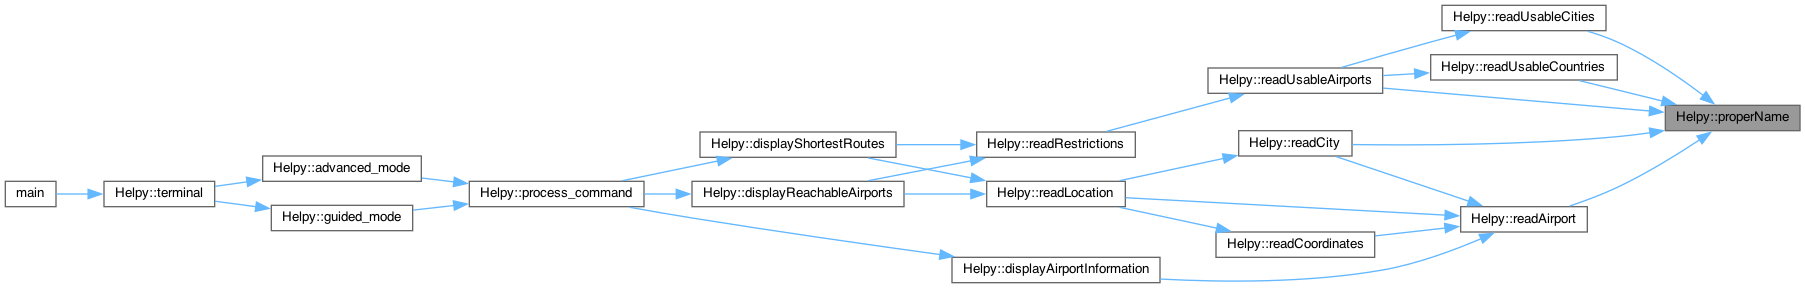 main
Helpy::terminal
Helpy::advanced_mode
Helpy::guided_mode
Helpy::process_command
Helpy::displayShortestRoutes
Helpy::displayReachableAirports
Helpy::displayAirportInformation
Helpy::readRestrictions
Helpy::readLocation
Helpy::readUsableAirports
Helpy::readCity
Helpy::readCoordinates
Helpy::readUsableCities
Helpy::readUsableCountries
Helpy::readAirport
Helpy::properName